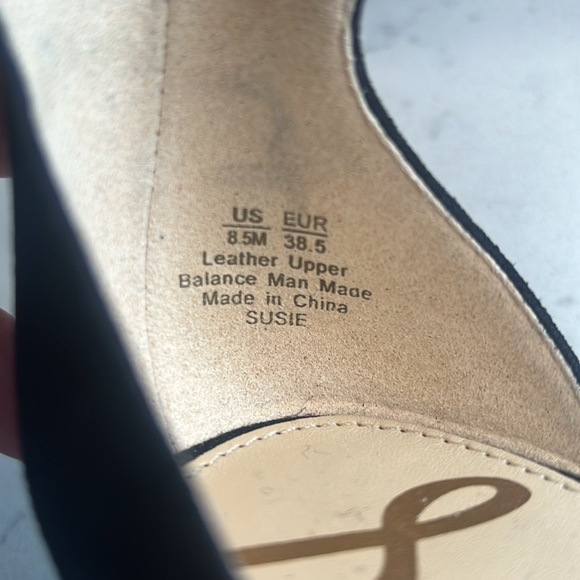 US EUR
8.5M 38.5
Leather Upper
Balance Man Made
Made in China
SUSIE